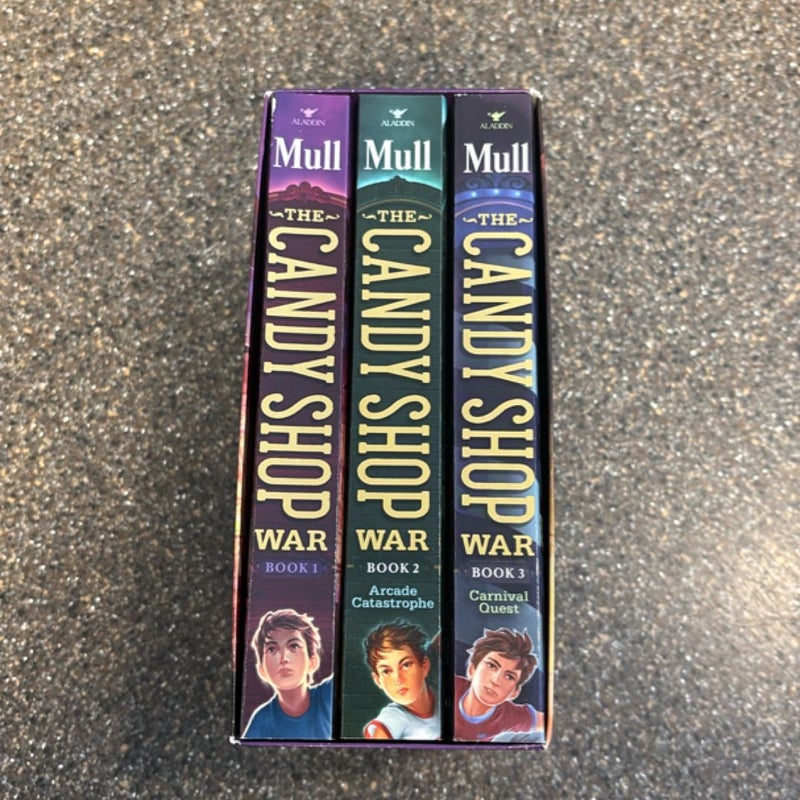 ALADDIN
Mull
THE
CANDY SHOP
WAR
BOOK 1
ALADDIN
Mull
THE
CANDY SHOP
WAR
BOOK 2
Arcade
Catastrophe
ALADDIN
Mull
THE
CANDY SHOP
WAR
BOOK 3
Carnival
Quest